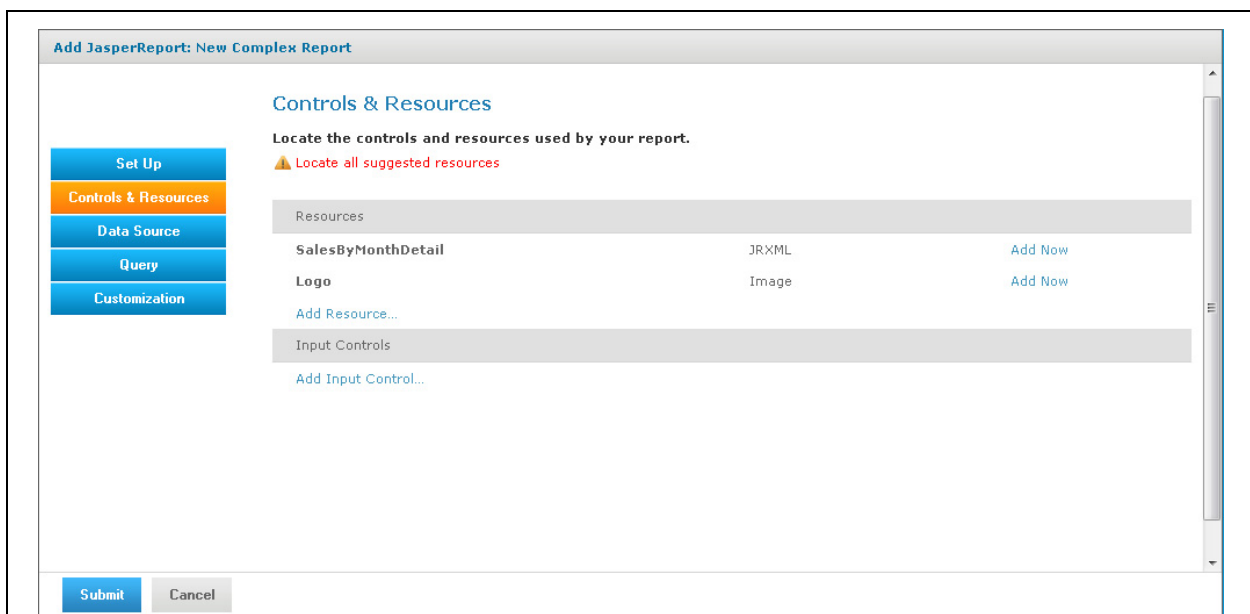 Add JasperReport: New Complex Report
Controls & Resources
Locate the controls and resources used by your report.
Locate all suggested resources
Set Up
Controls & Resources
Data Source
Query
Customization
Resources
SalesByMonthDetail JRXML Add Now
Logo Image Add Now
Add Resource...
Input Controls
Add Input Control...
Submit Cancel